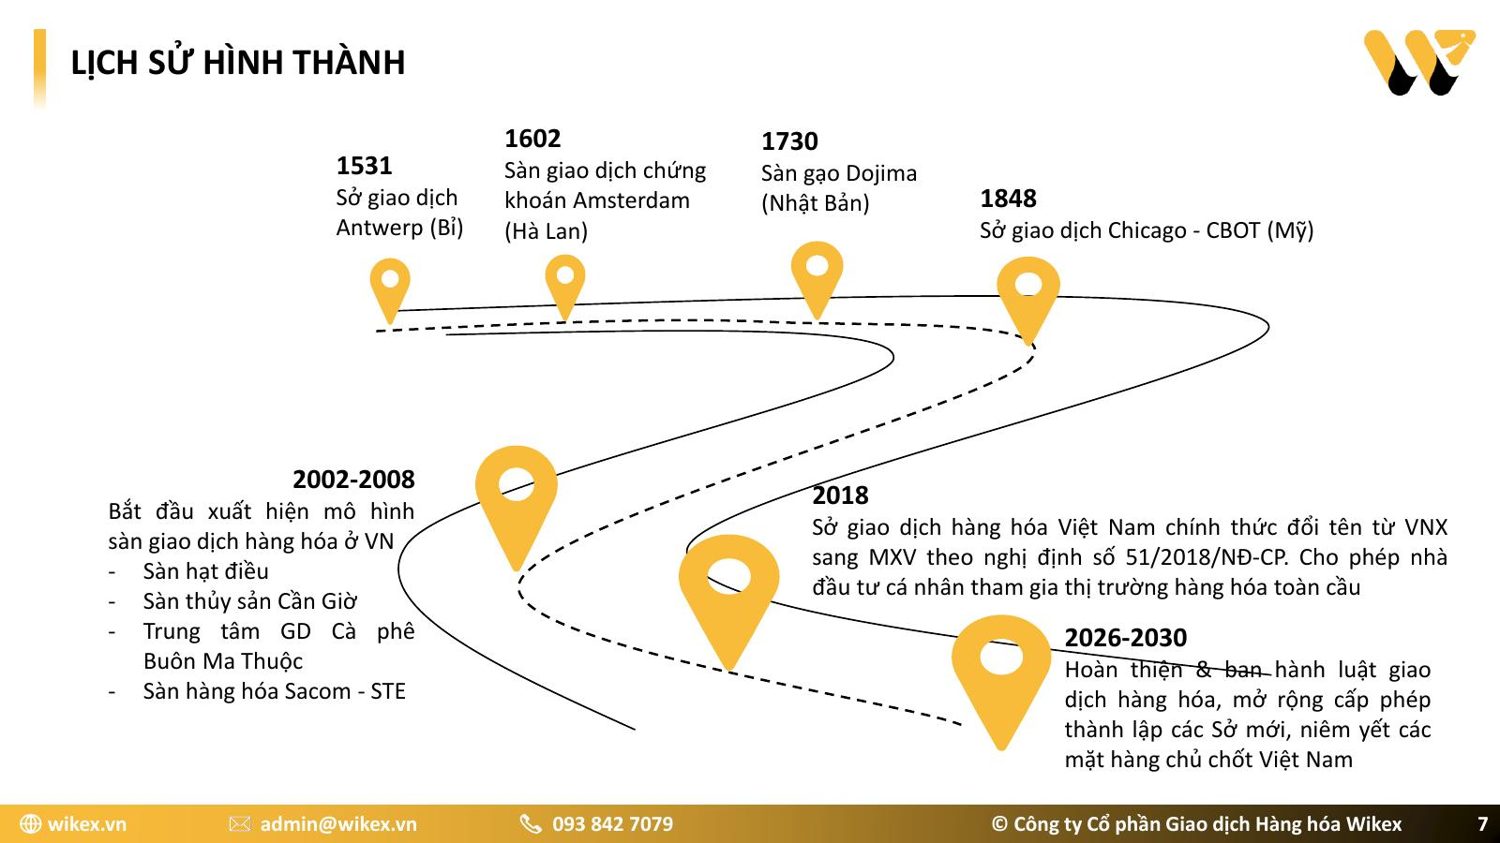 LỊCH SỬ HÌNH THÀNH
1531
Sở giao dịch
Antwerp (Bỉ)
1602
Sàn giao dịch chứng
khoán Amsterdam
(Hà Lan)
1730
Sàn gạo Dojima
(Nhật Bản)
1848
Sở giao dịch Chicago - CBOT (Mỹ)
2002-2008
Bắt đầu xuất hiện mô hình
sàn giao dịch hàng hóa ở VN
- Sàn hạt điều
- Sàn thủy sản Cần Giờ
- Trung tâm GD Cà phê
Buôn Ma Thuộc
- Sàn hàng hóa Sacom - STE
2018
Sở giao dịch hàng hóa Việt Nam chính thức đổi tên từ VNX
sang MXV theo nghị định số 51/2018/NĐ-CP. Cho phép nhà
đầu tư cá nhân tham gia thị trường hàng hóa toàn cầu
2026-2030
Hoàn thiện & ban hành luật giao
dịch hàng hóa, mở rộng cấp phép
thành lập các Sở mới, niêm yết các
mặt hàng chủ chốt Việt Nam
wikex.vn
admin@wikex.vn
093 842 7079
© Công ty Cổ phần Giao dịch Hàng hóa Wikex
7